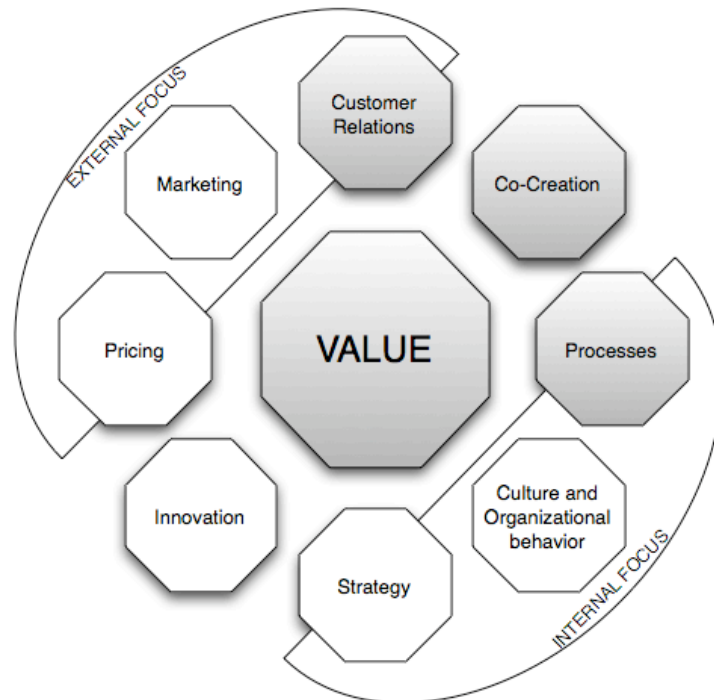 EXTERNAL FOCUS
Customer
Relations
Marketing
Co-Creation
Pricing
VALUE
Processes
Innovation
Culture and
Organizational
behavior
Strategy
INTERNAL FOCUS